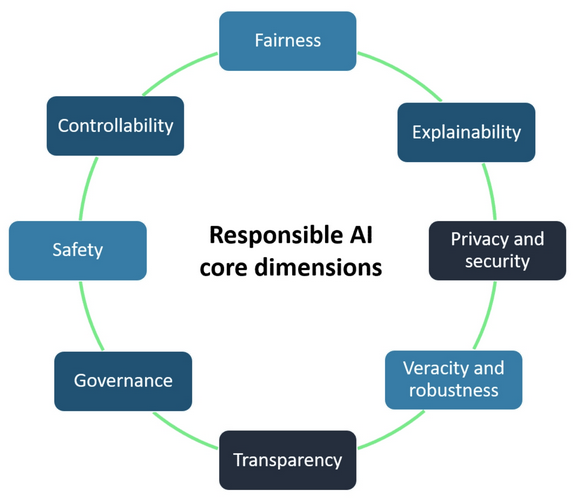 Fairness
Controllability
Explainability
Responsible AI
core dimensions
Safety
Privacy and
security
Governance
Veracity and
robustness
Transparency